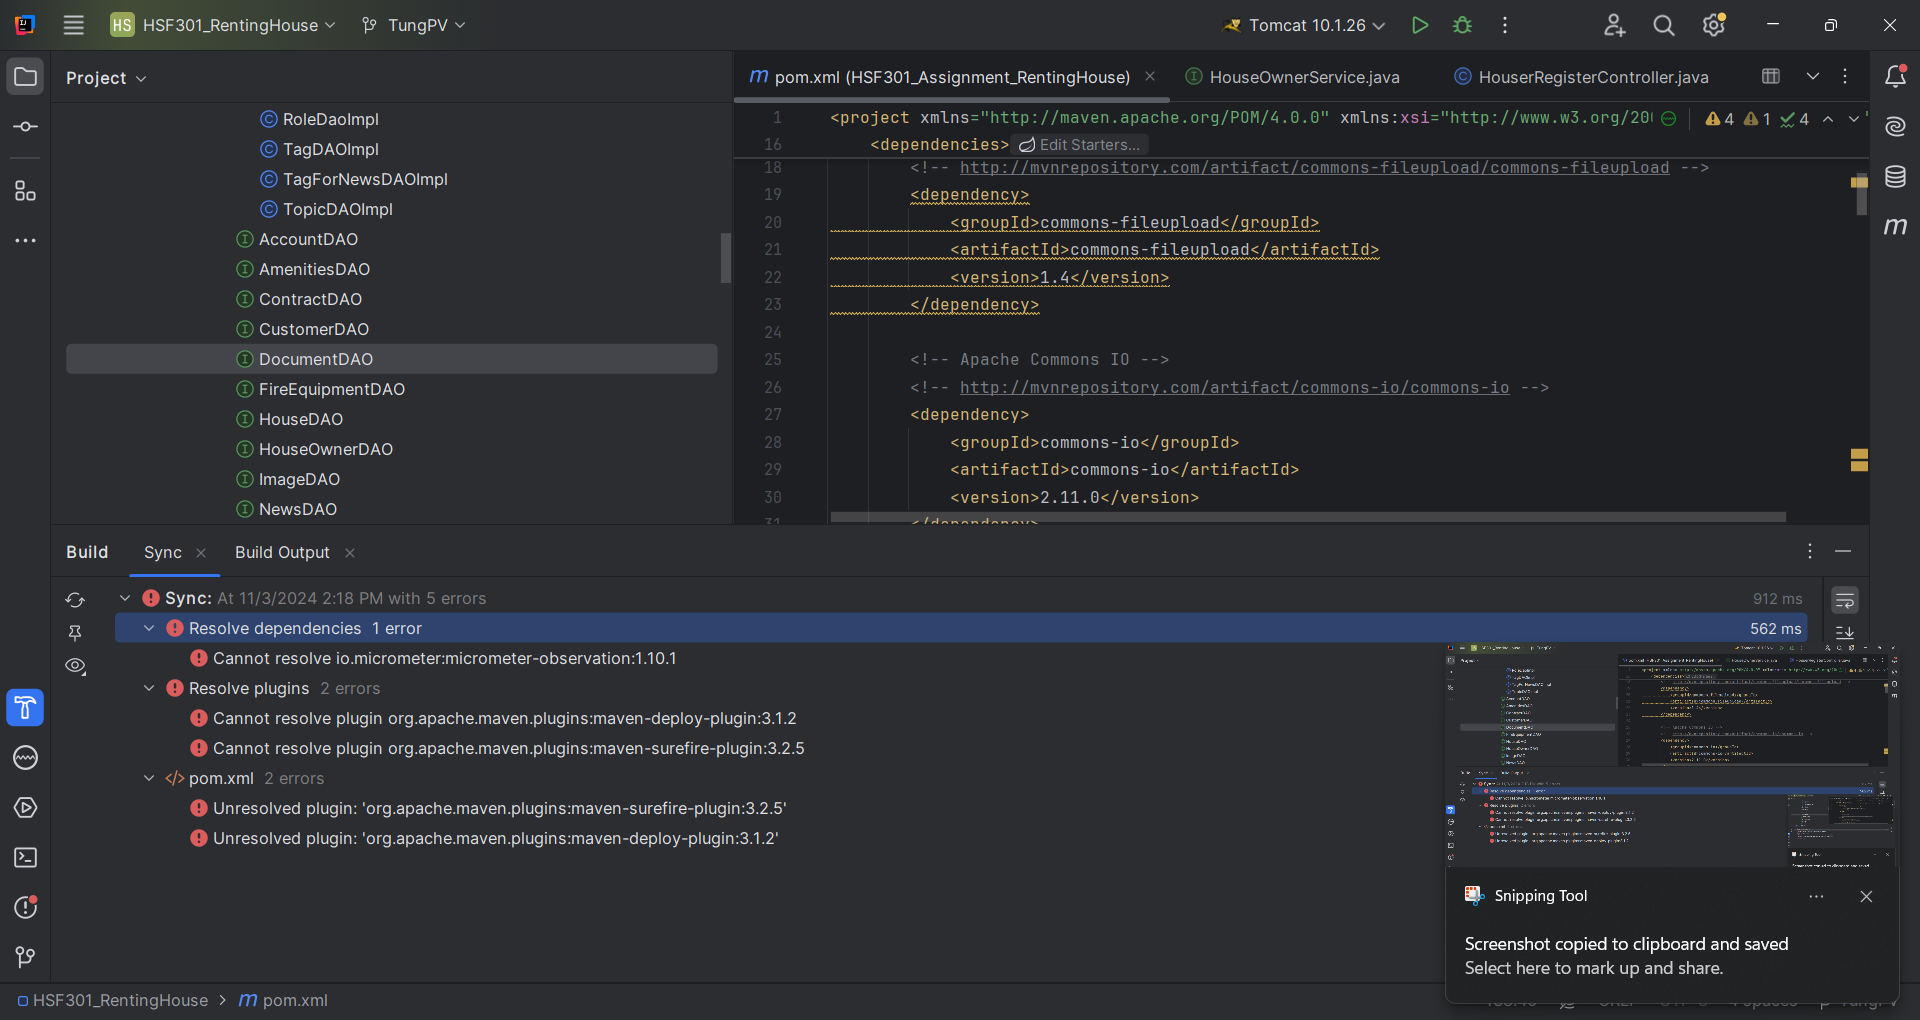 HS HSF301_RentingHouse TungPV Tomcat 10.1.26
Project
RoleDaoImpl
TagDAOImpl
TagForNewsDAOImpl
TopicDAOImpl
AccountDAO
AmenitiesDAO
ContractDAO
CustomerDAO
DocumentDAO
FireEquipmentDAO
HouseDAO
HouseOwnerDAO
ImageDAO
NewsDAO
m pom.xml (HSF301_Assignment_RentingHouse) HouseOwnerService.java HouserRegisterController.java
1 <project xmlns="http://maven.apache.org/POM/4.0.0" xmlns:xsi="http://www.w3.org/20 4 1 4
16 <dependencies> Edit Starters...
18 <!-- http://mvnrepository.com/artifact/commons-fileupload/commons-fileupload -->
19 <dependency>
20 <groupId>commons-fileupload</groupId>
21 <artifactId>commons-fileupload</artifactId>
22 <version>1.4</version>
23 </dependency>
24
25 <!-- Apache Commons IO -->
26 <!-- http://mvnrepository.com/artifact/commons-io/commons-io -->
27 <dependency>
28 <groupId>commons-io</groupId>
29 <artifactId>commons-io</artifactId>
30 <version>2.11.0</version>
31 </dependency>
Build Sync Build Output
Sync: At 11/3/2024 2:18 PM with 5 errors 912 ms
Resolve dependencies 1 error 562 ms
Cannot resolve io.micrometer:micrometer-observation:1.10.1
Resolve plugins 2 errors
Cannot resolve plugin org.apache.maven.plugins:maven-deploy-plugin:3.1.2
Cannot resolve plugin org.apache.maven.plugins:maven-surefire-plugin:3.2.5
</> pom.xml 2 errors
Unresolved plugin: 'org.apache.maven.plugins:maven-surefire-plugin:3.2.5'
Unresolved plugin: 'org.apache.maven.plugins:maven-deploy-plugin:3.1.2'
Snipping Tool
Screenshot copied to clipboard and saved
Select here to mark up and share.
HSF301_RentingHouse > m pom.xml